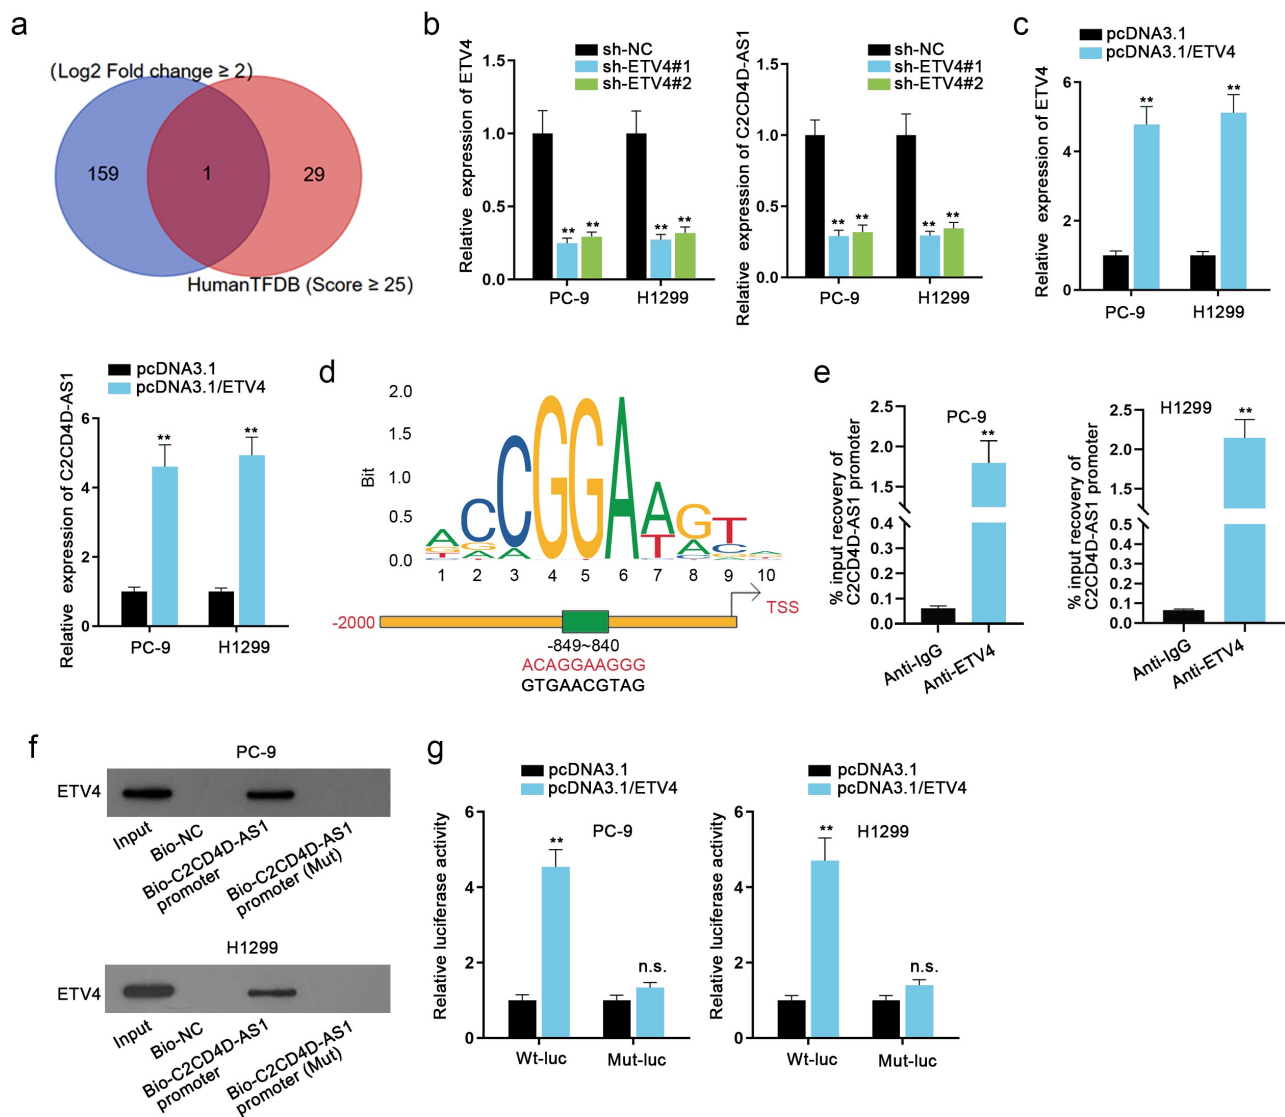 a
(Log2 Fold change ≥ 2)
159
1
29
HumanTFDB (Score ≥ 25)
b
sh-NC
sh-ETV4#1
sh-ETV4#2
Relative expression of ETV4
1.5
1.0
0.5
0.0
** **
** **
PC-9
H1299
sh-NC
sh-ETV4#1
sh-ETV4#2
Relative expression of C2CD4D-AS1
1.5
1.0
0.5
0.0
** **
** **
PC-9
H1299
c
pcDNA3.1
pcDNA3.1/ETV4
Relative expression of ETV4
6
4
2
0
**
**
PC-9
H1299
pcDNA3.1
pcDNA3.1/ETV4
Relative expression of C2CD4D-AS1
6
4
2
0
**
**
PC-9
H1299
d
Bit
2.0
1.5
1.0
0.5
0.0
1 2 3 4 5 6 7 8 9 10
-2000
TSS
-849~840
ACAGGAAGGG
GTGAACGTAG
e
% input recovery of
C2CD4D-AS1 promoter
2.5
2.0
1.5
0.4
0.3
0.2
0.1
0.0
PC-9
**
Anti-IgG
Anti-ETV4
% input recovery of
C2CD4D-AS1 promoter
2.5
2.0
1.5
0.5
0.4
0.3
0.2
0.1
0.0
H1299
**
Anti-IgG
Anti-ETV4
f
PC-9
ETV4
Input
Bio-NC
Bio-C2CD4D-AS1
promoter
Bio-C2CD4D-AS1
promoter (Mut)
H1299
ETV4
Input
Bio-NC
Bio-C2CD4D-AS1
promoter
Bio-C2CD4D-AS1
promoter (Mut)
g
pcDNA3.1
pcDNA3.1/ETV4
Relative luciferase activity
6
4
2
0
PC-9
**
n.s.
Wt-luc
Mut-luc
pcDNA3.1
pcDNA3.1/ETV4
Relative luciferase activity
6
4
2
0
H1299
**
n.s.
Wt-luc
Mut-luc